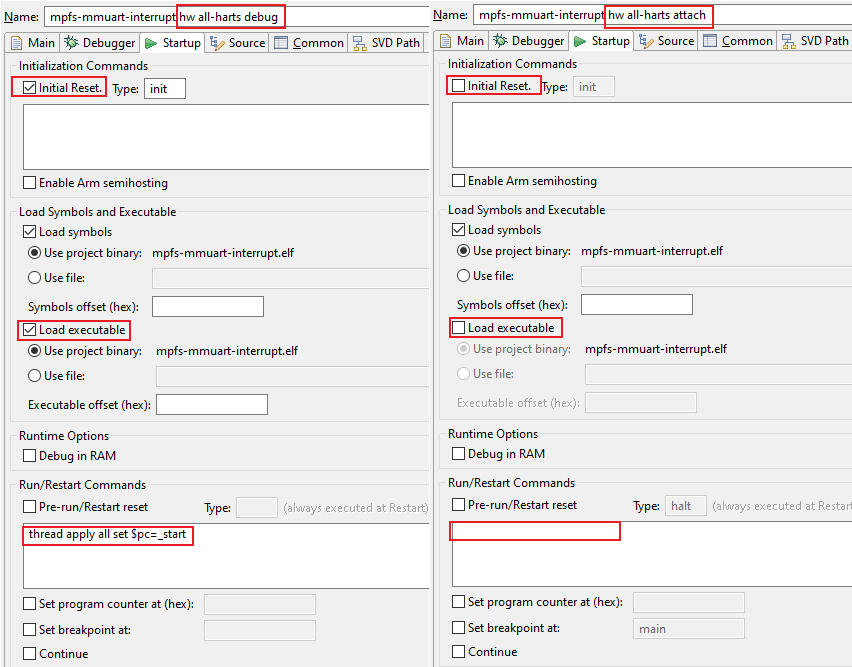 Name: mpfs-mmuart-interrupt hw all-harts debug
Main Debugger Startup Source Common SVD Path
Initialization Commands
Initial Reset. Type: init
Enable Arm semihosting
Load Symbols and Executable
Load symbols
Use project binary: mpfs-mmuart-interrupt.elf
Use file:
Symbols offset (hex):
Load executable
Use project binary: mpfs-mmuart-interrupt.elf
Use file:
Executable offset (hex):
Runtime Options
Debug in RAM
Run/Restart Commands
Pre-run/Restart reset Type: (always executed at Restart)
thread apply all set $pc=_start
Set program counter at (hex):
Set breakpoint at:
Continue
Name: mpfs-mmuart-interrupt hw all-harts attach
Main Debugger Startup Source Common SVD Path
Initialization Commands
Initial Reset. Type: init
Enable Arm semihosting
Load Symbols and Executable
Load symbols
Use project binary: mpfs-mmuart-interrupt.elf
Use file:
Symbols offset (hex):
Load executable
Use project binary: mpfs-mmuart-interrupt.elf
Use file:
Executable offset (hex):
Runtime Options
Debug in RAM
Run/Restart Commands
Pre-run/Restart reset Type: halt (always executed at Restart
Set program counter at (hex):
Set breakpoint at: main
Continue